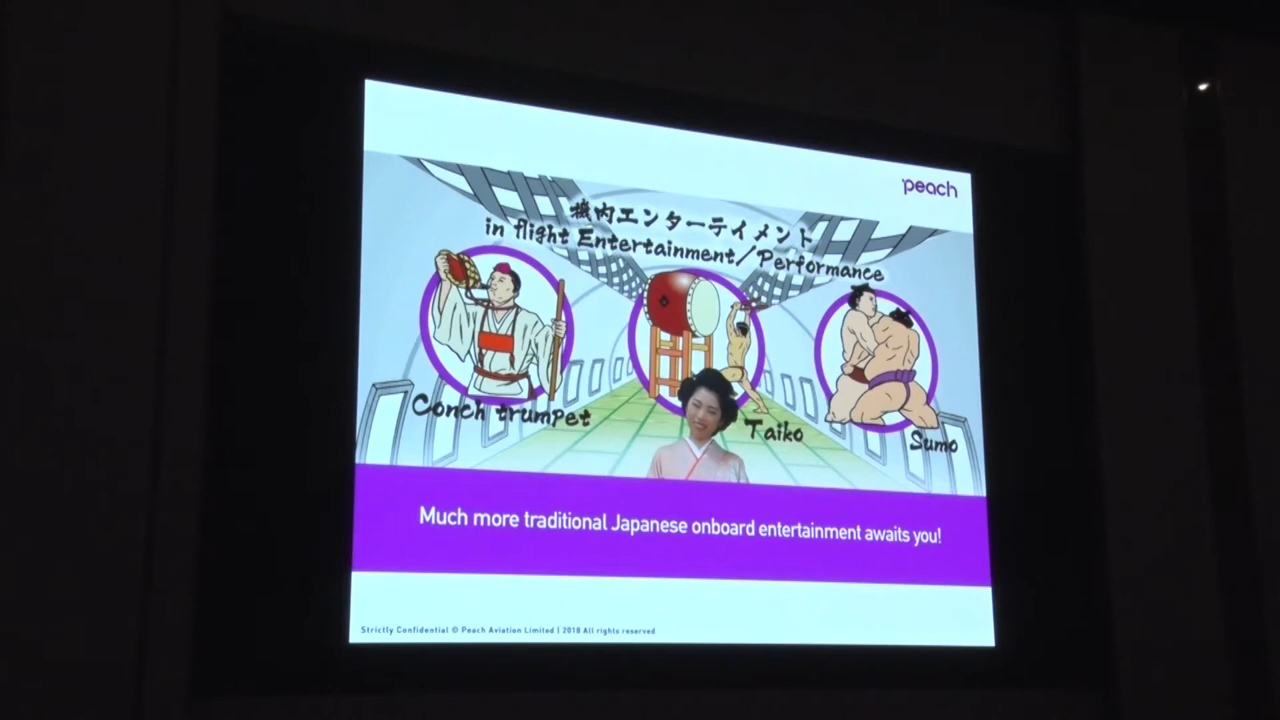 peach
機内エンターテイメント
in flight Entertainment/Performance
Conch trumpet
Taiko
Sumo
Much more traditional Japanese onboard entertainment awaits you!
Strictly Confidential © Peach Aviation Limited | 2018 All rights reserved